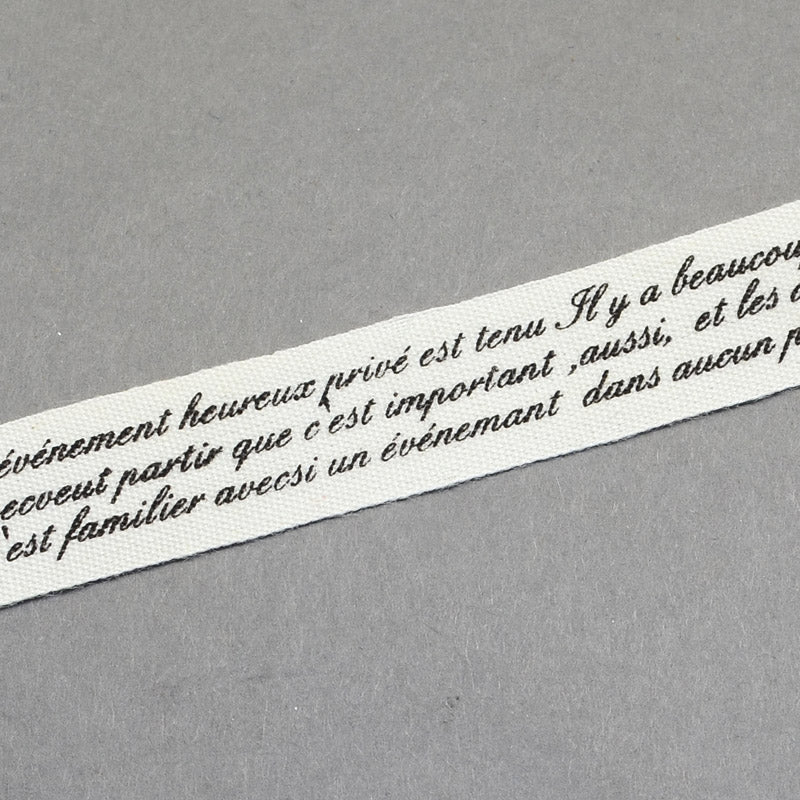 événement heureux privé est tenu Il y a beaucoup
ecveut partir que c'est important ,aussi, et les
'est familier avecsi un événemant dans aucun